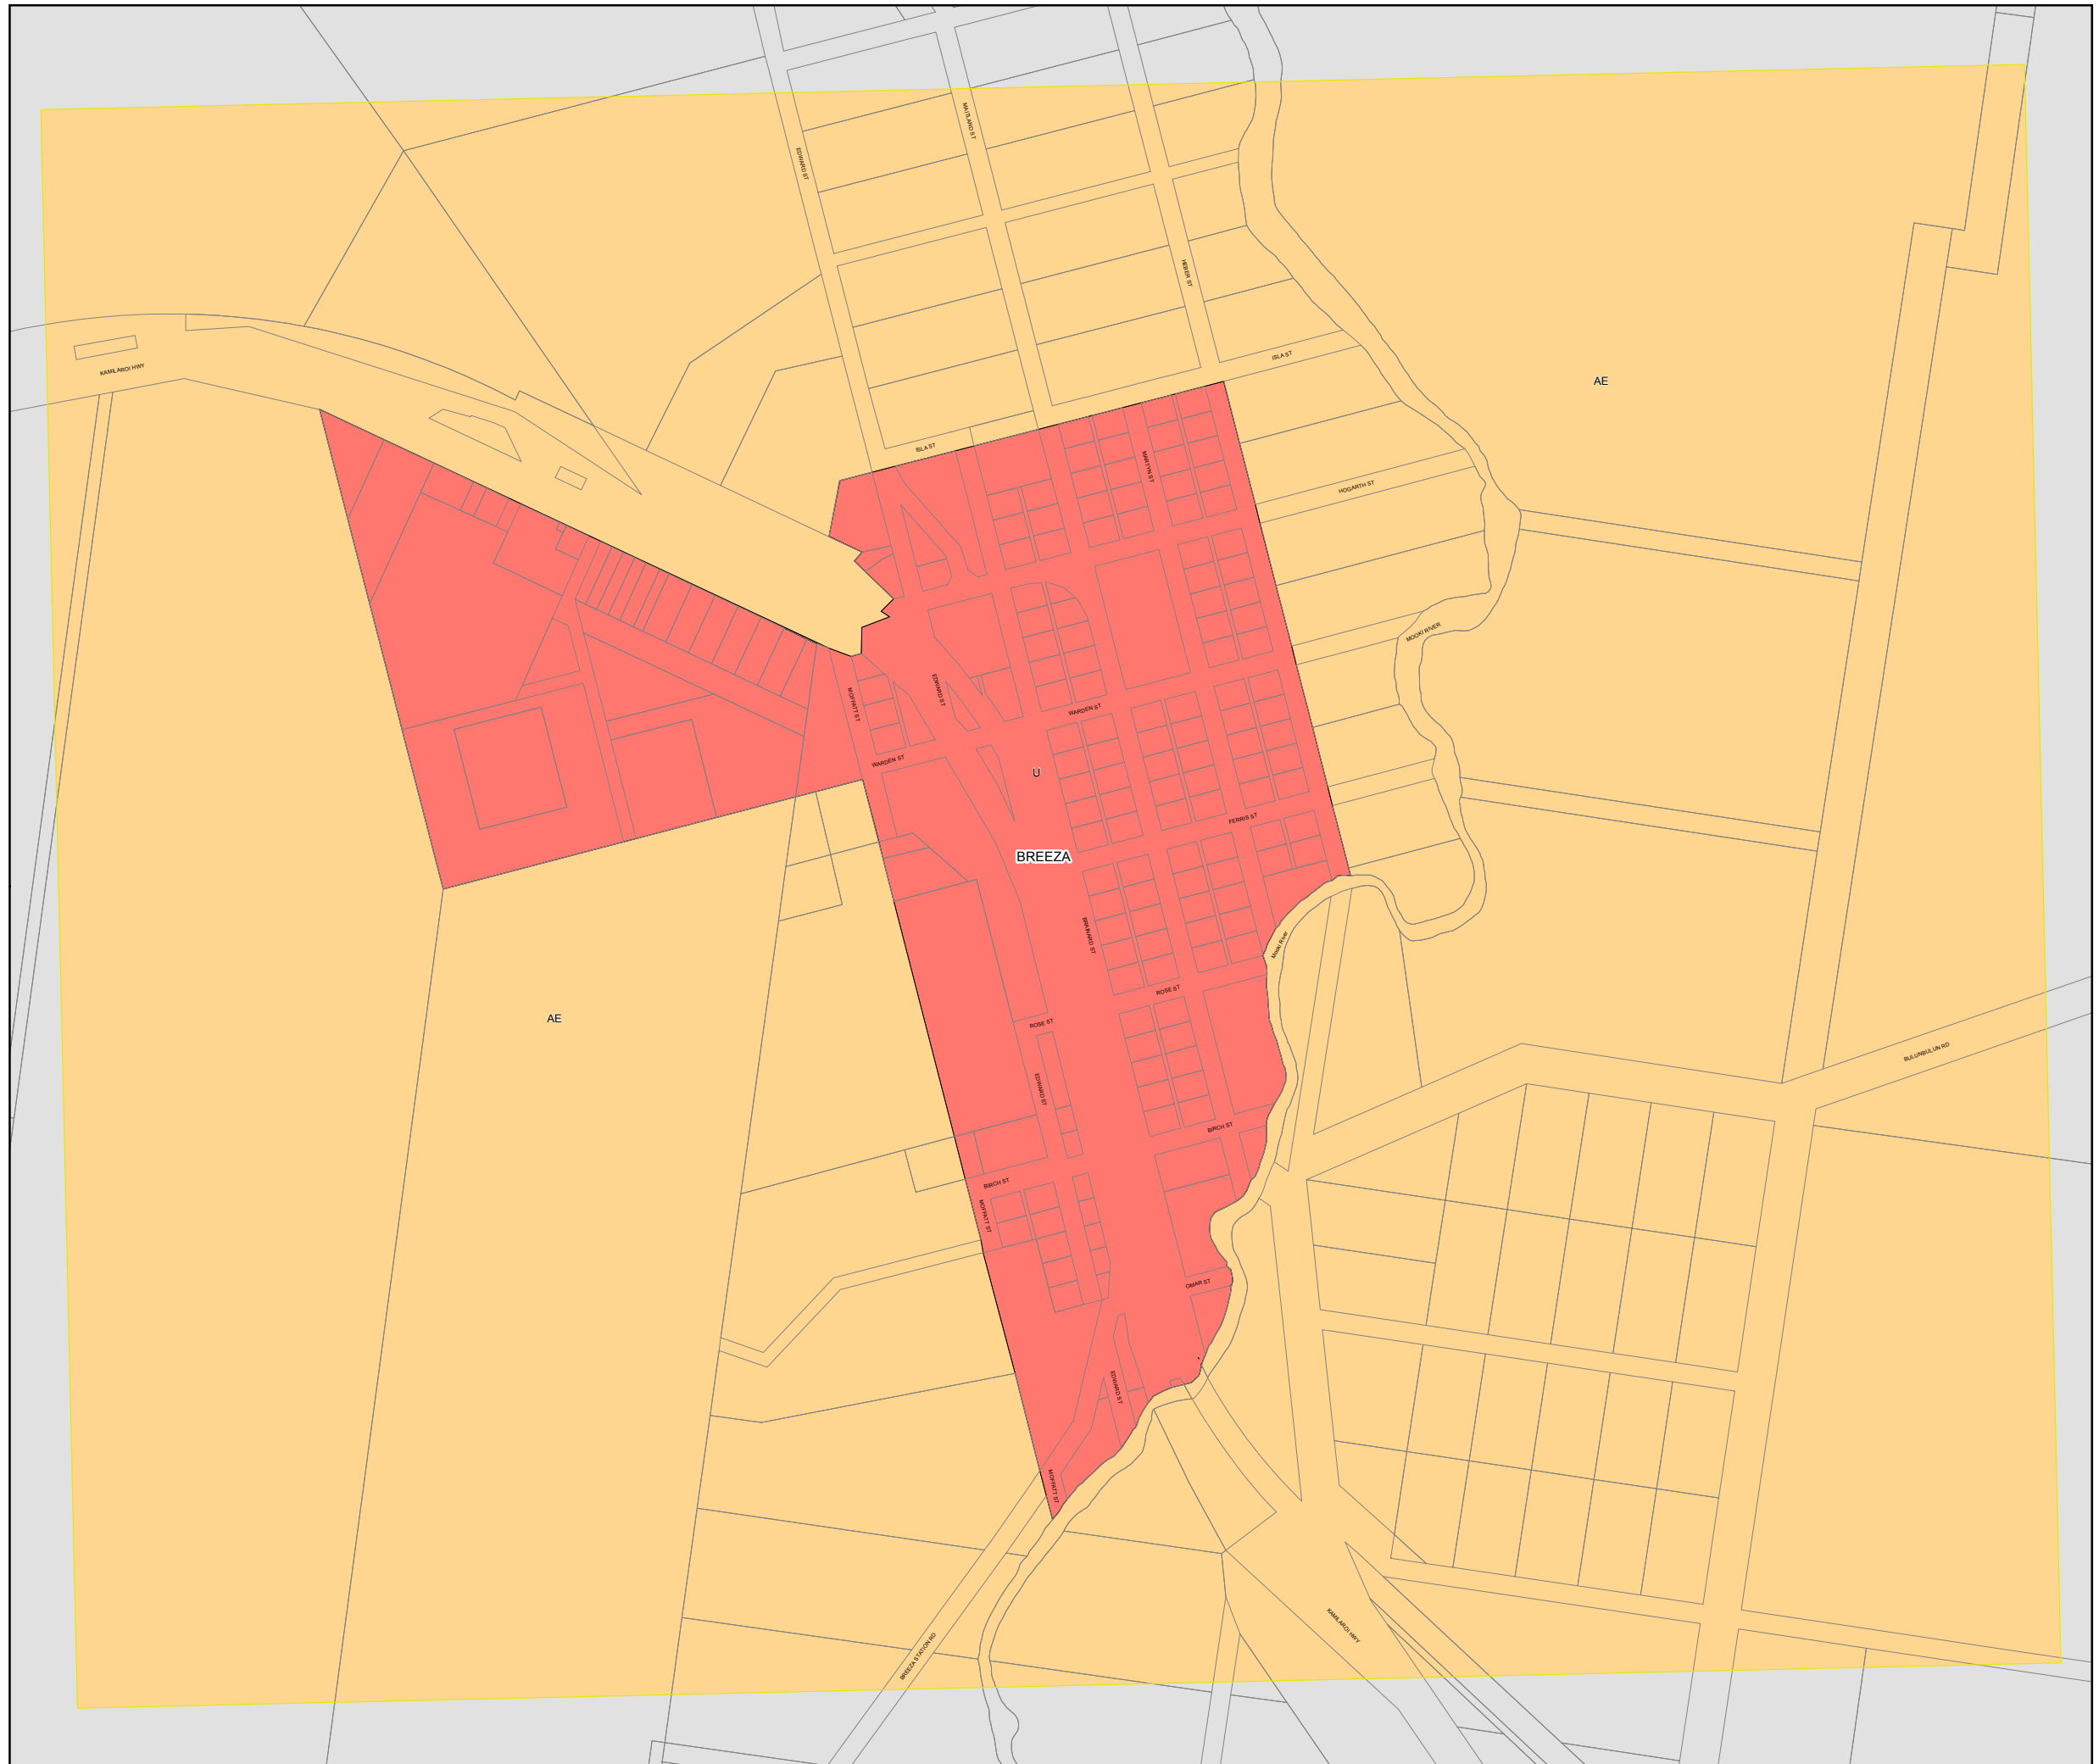 MAITLAND ST
EDWARD ST
HEBER ST
ISLA ST
KAMILAROI HWY
AE
ISLA ST
MARTYN ST
HOGARTH ST
MOOKI RIVER
MOFFATT ST
EDWARD ST
WARDEN ST
WARDEN ST
U
FERRIS ST
BREEZA
BRAINARD ST
Mooki River
ROSE ST
AE
ROSE ST
BULUNBULUN RD
EDWARD ST
BIRCH ST
BIRCH ST
MOFFATT ST
OMAR ST
EDWARD ST
MOFFATT ST
KAMILAROI HWY
BREEZA STATION RD